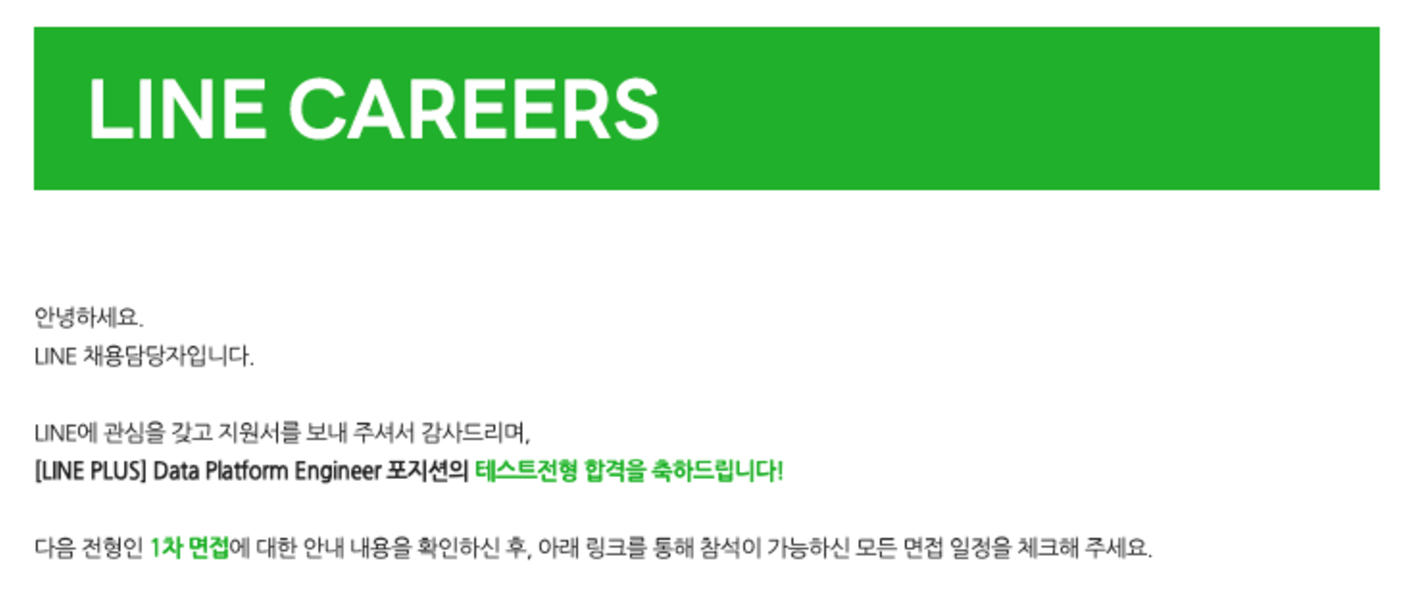 LINE CAREERS
안녕하세요.
LINE 채용담당자입니다.
LINE에 관심을 갖고 지원서를 보내 주셔서 감사드리며,
[LINE PLUS] Data Platform Engineer 포지션의 테스트전형 합격을 축하드립니다!
다음 전형인 1차 면접에 대한 안내 내용을 확인하신 후, 아래 링크를 통해 참석이 가능하신 모든 면접 일정을 체크해 주세요.